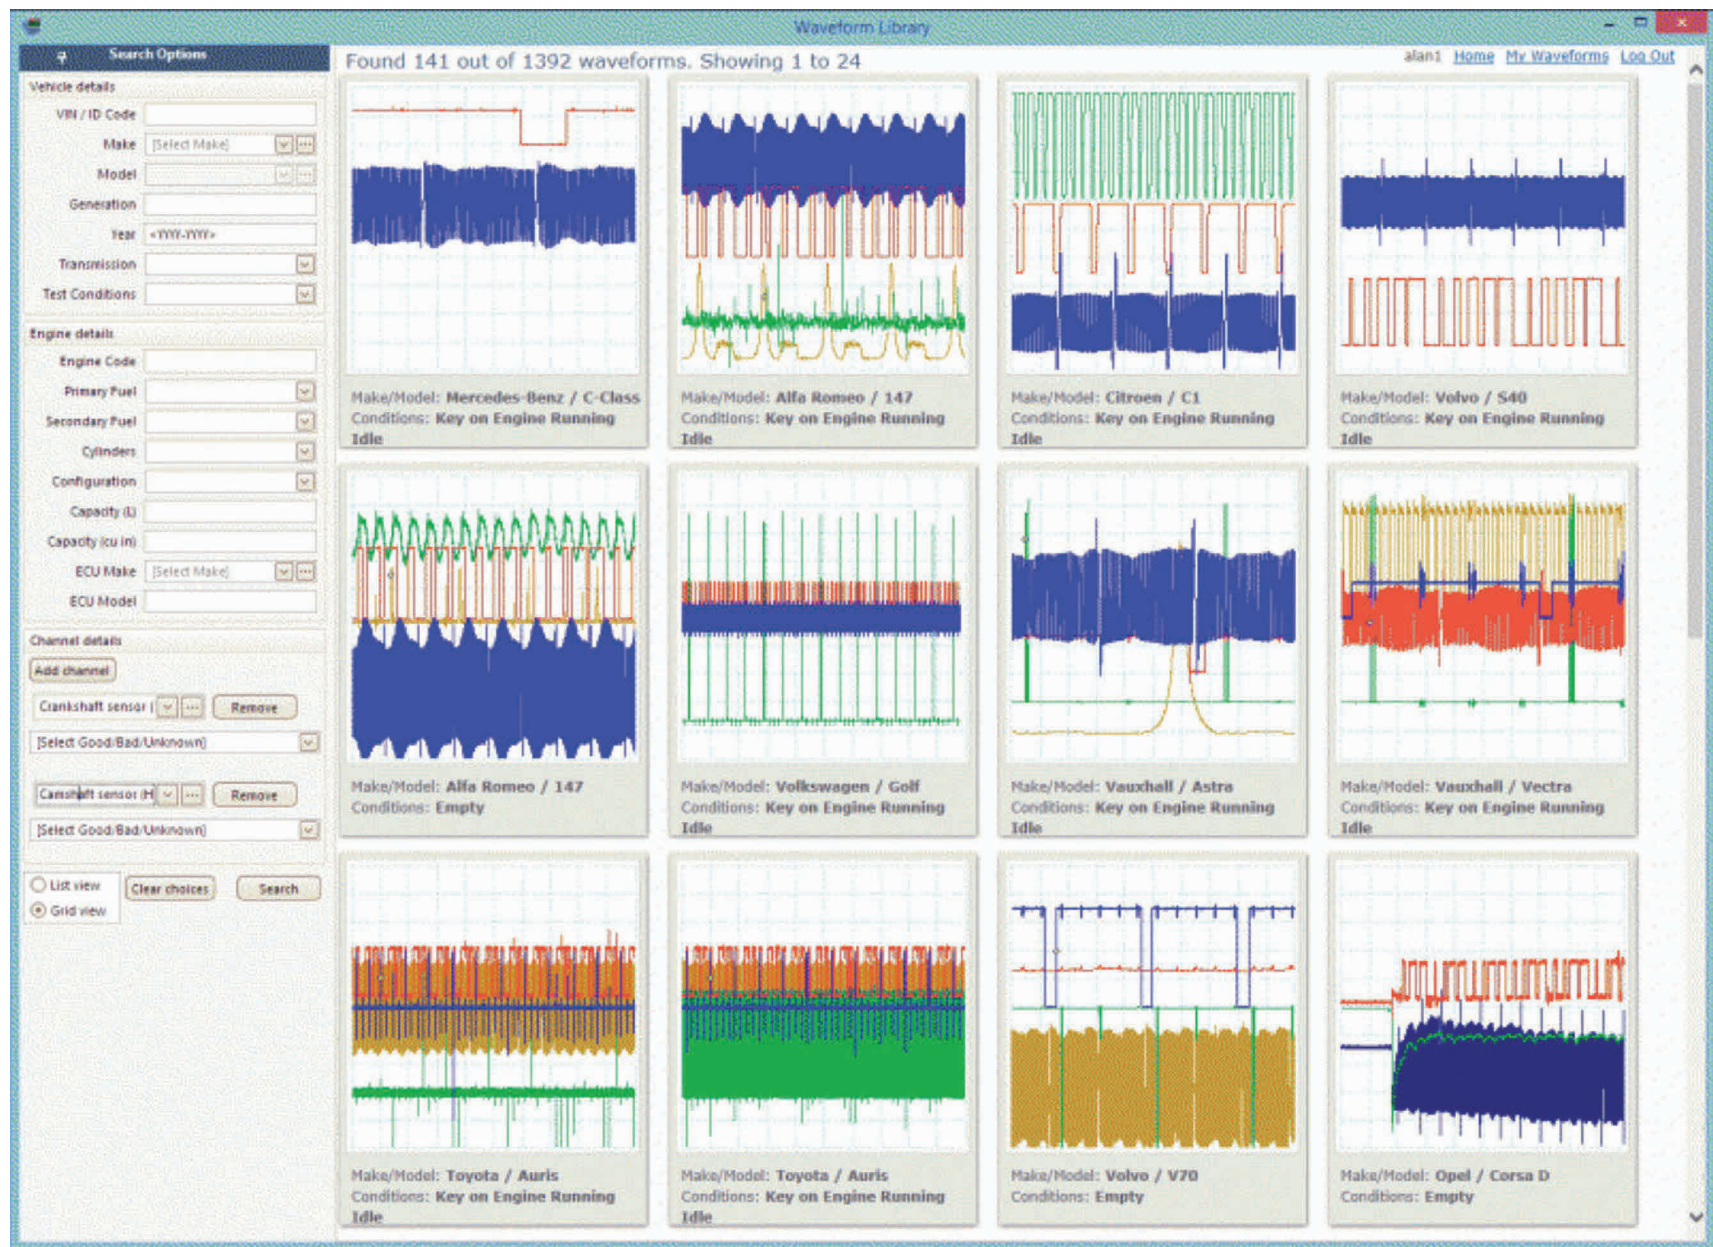 Waveform Library
Search Options
Vehicle details
VIN / ID Code
Make [Select Make]
Model
Generation
Year <YYYY-YYYY>
Transmission
Test Conditions
Engine details
Engine Code
Primary Fuel
Secondary Fuel
Cylinders
Configuration
Capacity (L)
Capacity (cu in)
ECU Make [Select Make]
ECU Model
Channel details
Add channel
Crankshaft sensor ( Remove
[Select Good/Bad/Unknown]
Camshaft sensor (H Remove
[Select Good/Bad/Unknown]
List view
Grid view
Clear choices
Search
Found 141 out of 1392 waveforms. Showing 1 to 24
alan1 Home My Waveforms Log Out
Make/Model: Mercedes-Benz / C-Class
Conditions: Key on Engine Running
Idle
Make/Model: Alfa Romeo / 147
Conditions: Key on Engine Running
Idle
Make/Model: Citroen / C1
Conditions: Key on Engine Running
Idle
Make/Model: Volvo / S40
Conditions: Key on Engine Running
Idle
Make/Model: Alfa Romeo / 147
Conditions: Empty
Make/Model: Volkswagen / Golf
Conditions: Key on Engine Running
Idle
Make/Model: Vauxhall / Astra
Conditions: Key on Engine Running
Idle
Make/Model: Vauxhall / Vectra
Conditions: Key on Engine Running
Idle
Make/Model: Toyota / Auris
Conditions: Key on Engine Running
Idle
Make/Model: Toyota / Auris
Conditions: Key on Engine Running
Idle
Make/Model: Volvo / V70
Conditions: Empty
Make/Model: Opel / Corsa D
Conditions: Empty